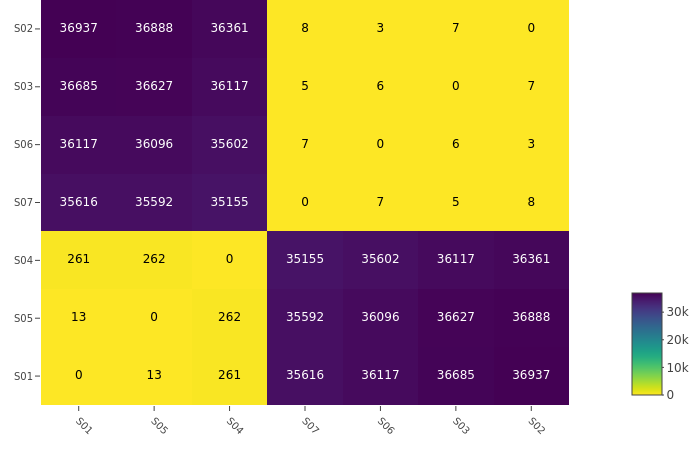 S02 36937 36888 36361 8 3 7 0
S03 36685 36627 36117 5 6 0 7
S06 36117 36096 35602 7 0 6 3
S07 35616 35592 35155 0 7 5 8
S04 261 262 0 35155 35602 36117 36361
S05 13 0 262 35592 36096 36627 36888
S01 0 13 261 35616 36117 36685 36937
S01 S05 S04 S07 S06 S03 S02
30k
20k
10k
0